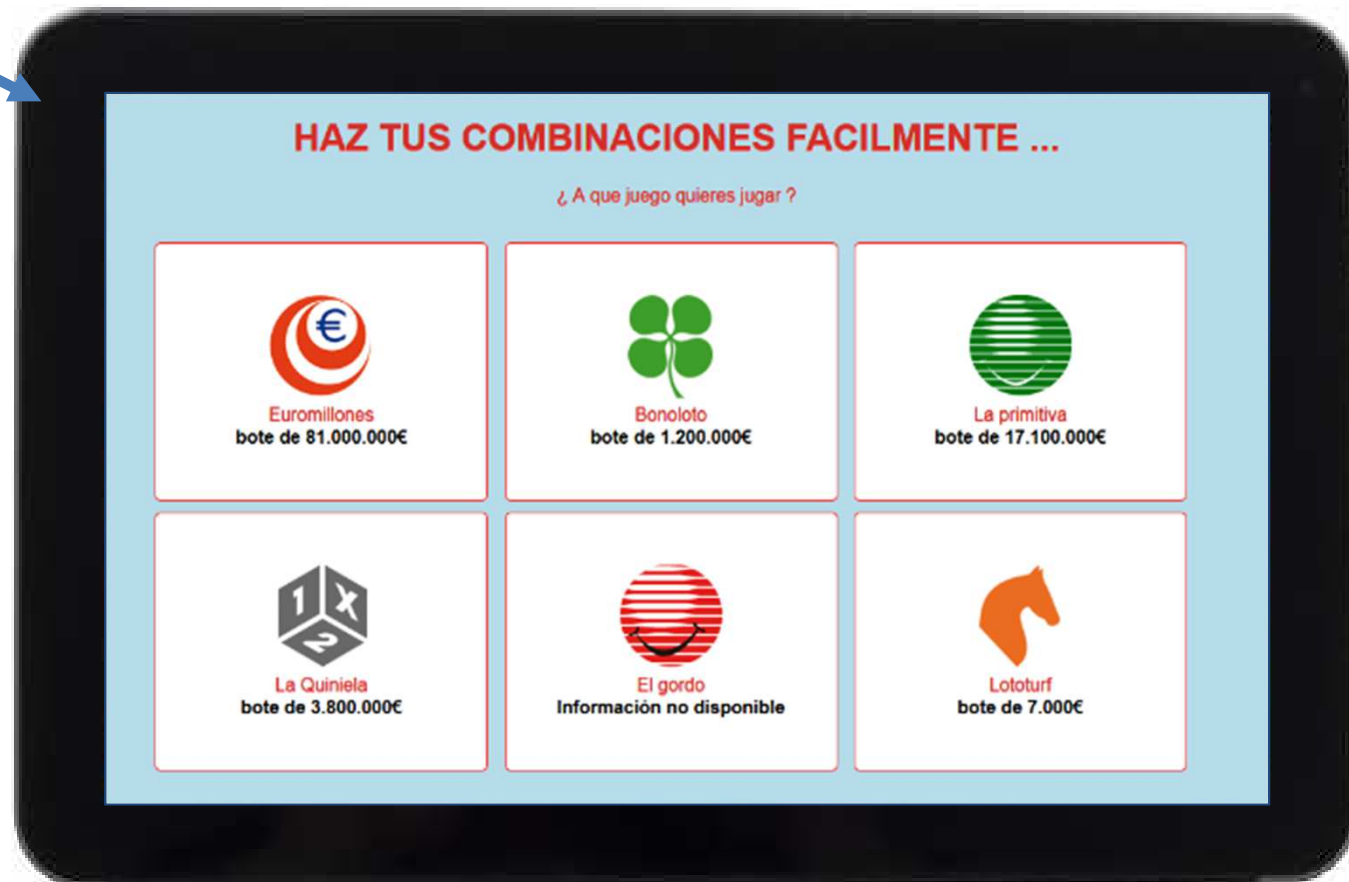 HAZ TUS COMBINACIONES FACILMENTE ...
¿ A que juego quieres jugar ?
€
Euromillones
bote de 81.000.000€
Bonoloto
bote de 1.200.000€
La primitiva
bote de 17.100.000€
1 X
2
La Quiniela
bote de 3.800.000€
El gordo
Información no disponible
Lototurf
bote de 7.000€